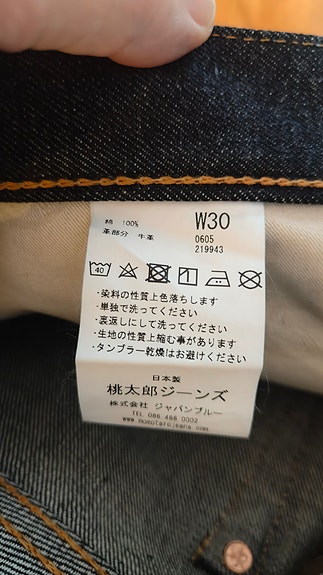 綿 100%
革部分 牛革
W30
0605
219943
40
・染料の性質上色落ちします
・単独で洗ってください
・裏返しにして洗ってください
・生地の性質上縮む事があります
・タンブラー乾燥はお避けください
日本製
桃太郎ジーンズ
株式会社 ジャパンブルー
TEL 086.486.0002
www.momotarojeans.com